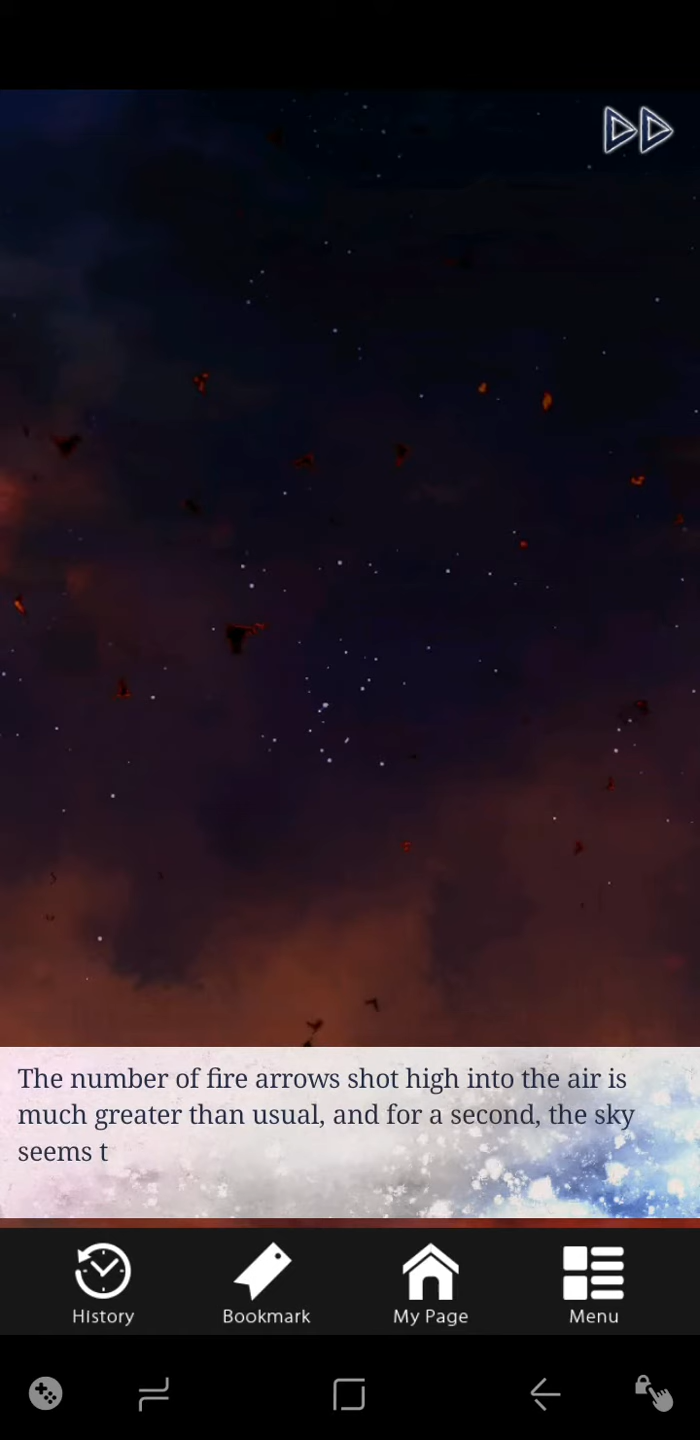 The number of fire arrows shot high into the air is
much greater than usual, and for a second, the sky
seems t
History
Bookmark
My Page
Menu